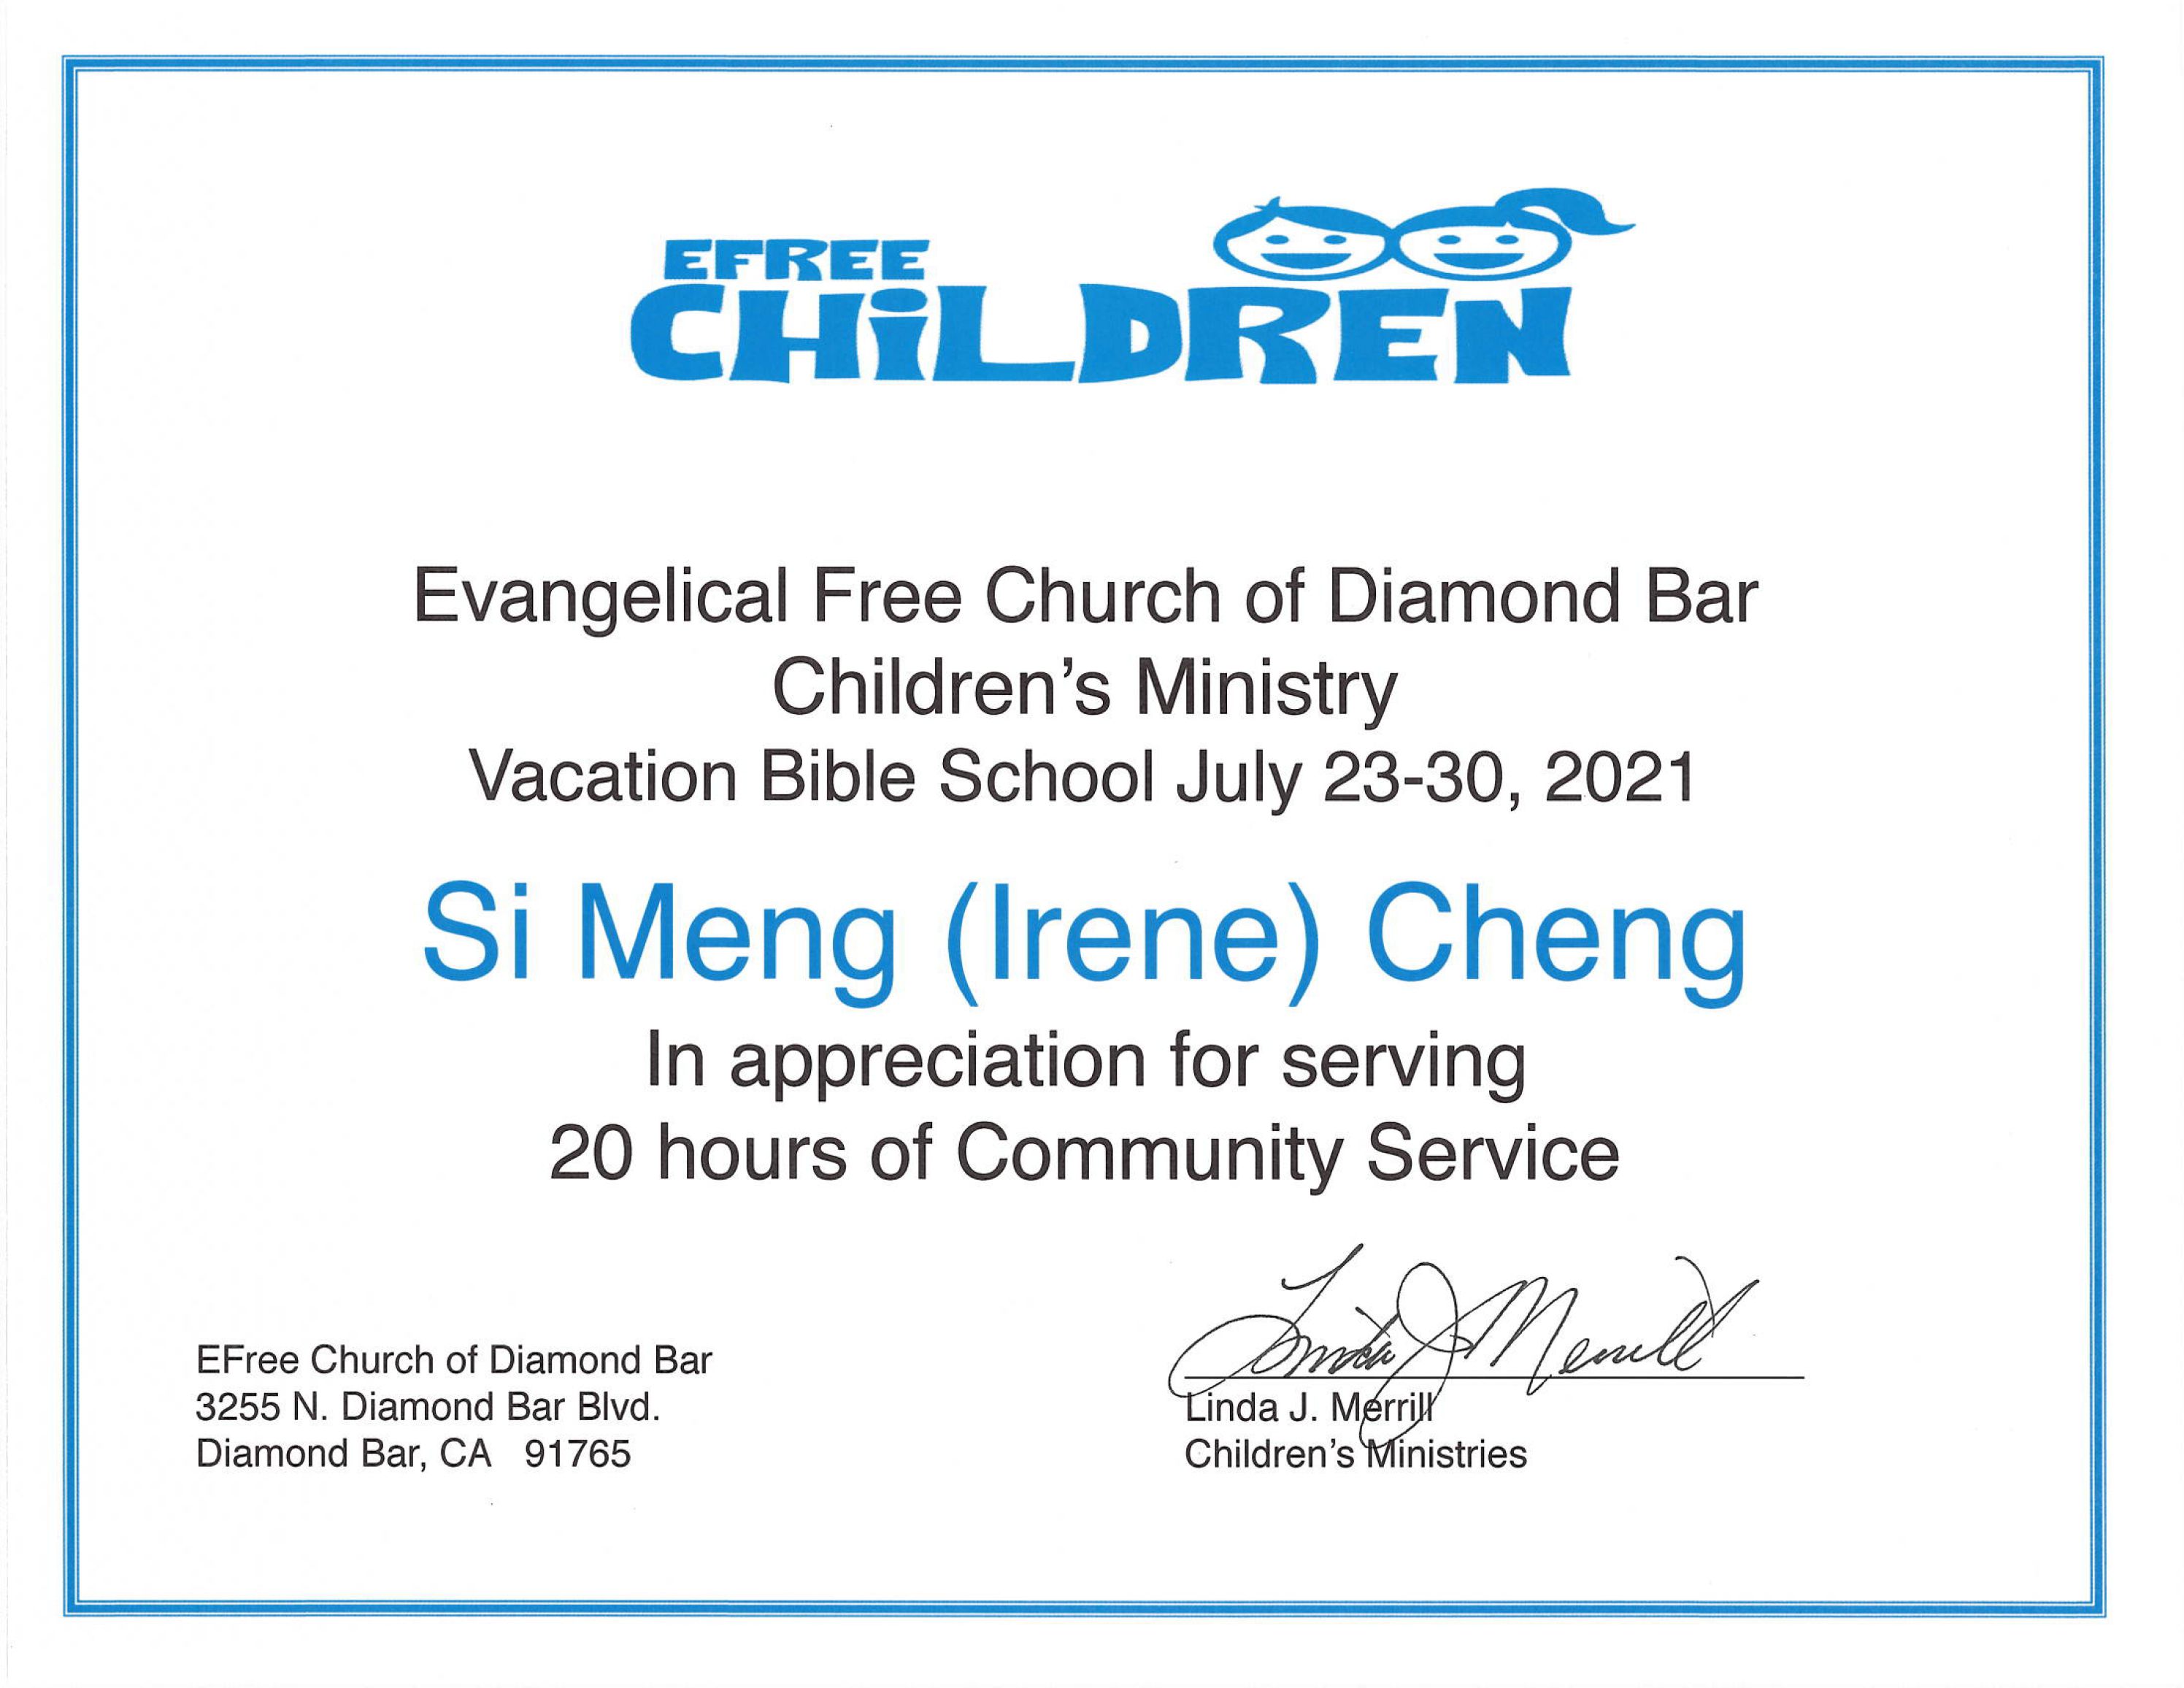 EFREE
CHiLDREN
Evangelical Free Church of Diamond Bar
Children's Ministry
Vacation Bible School July 23-30, 2021
Si Meng (Irene) Cheng
In appreciation for serving
20 hours of Community Service
Linda J Merrill
EFree Church of Diamond Bar
3255 N. Diamond Bar Blvd.
Diamond Bar, CA 91765
Linda J. Merrill
Children's Ministries